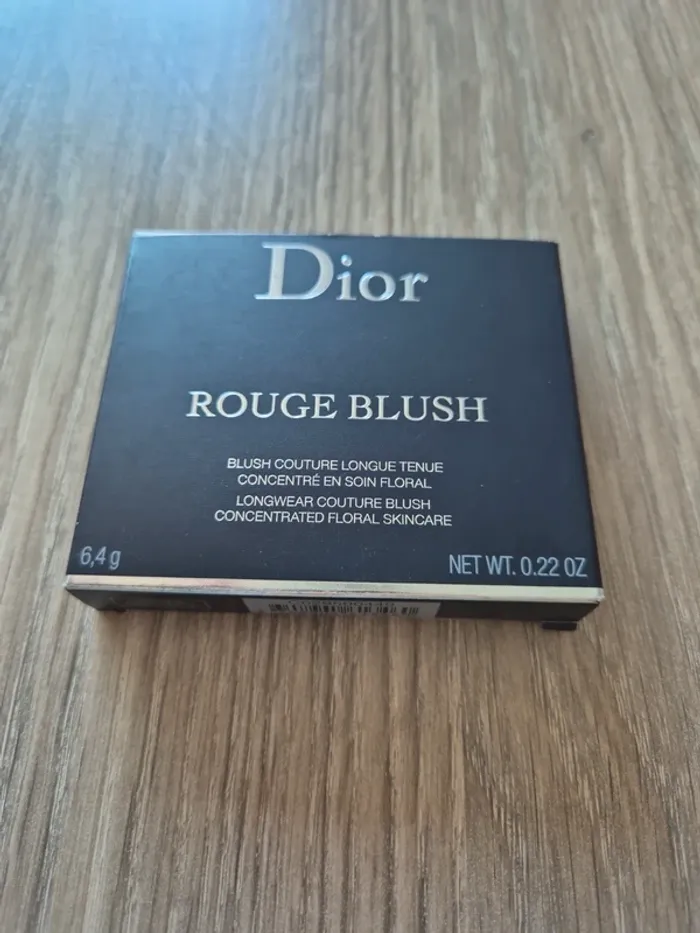 Dior
ROUGE BLUSH
BLUSH COUTURE LONGUE TENUE
CONCENTRÉ EN SOIN FLORAL
LONGWEAR COUTURE BLUSH
CONCENTRATED FLORAL SKINCARE
6,4 g
NET WT. 0.22 OZ